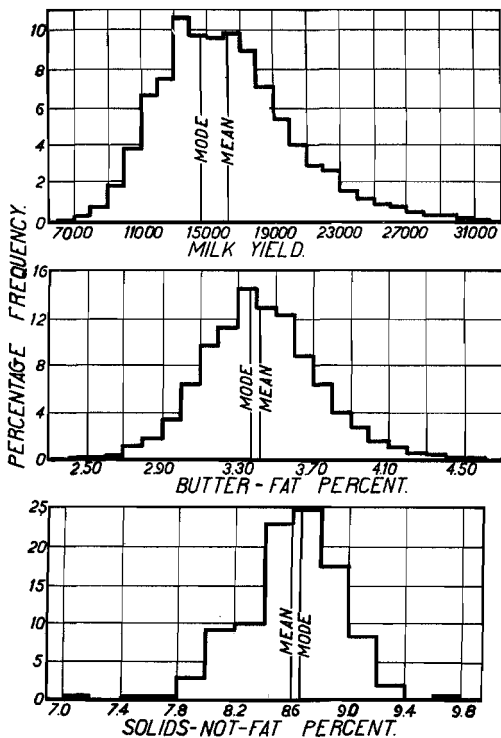 PERCENTAGE FREQUENCY.
10
8
6
4
2
0
MODE
MEAN
7000 11000 15000 19000 23000 27000 31000
MILK YIELD.
16
12
8
4
0
MODE
MEAN
2.50 2.90 3.30 3.70 4.10 4.50
BUTTER-FAT PERCENT.
25
20
15
10
5
0
MEAN
MODE
7.0 7.4 7.8 8.2 8.6 9.0 9.4 9.8
SOLIDS-NOT-FAT PERCENT.